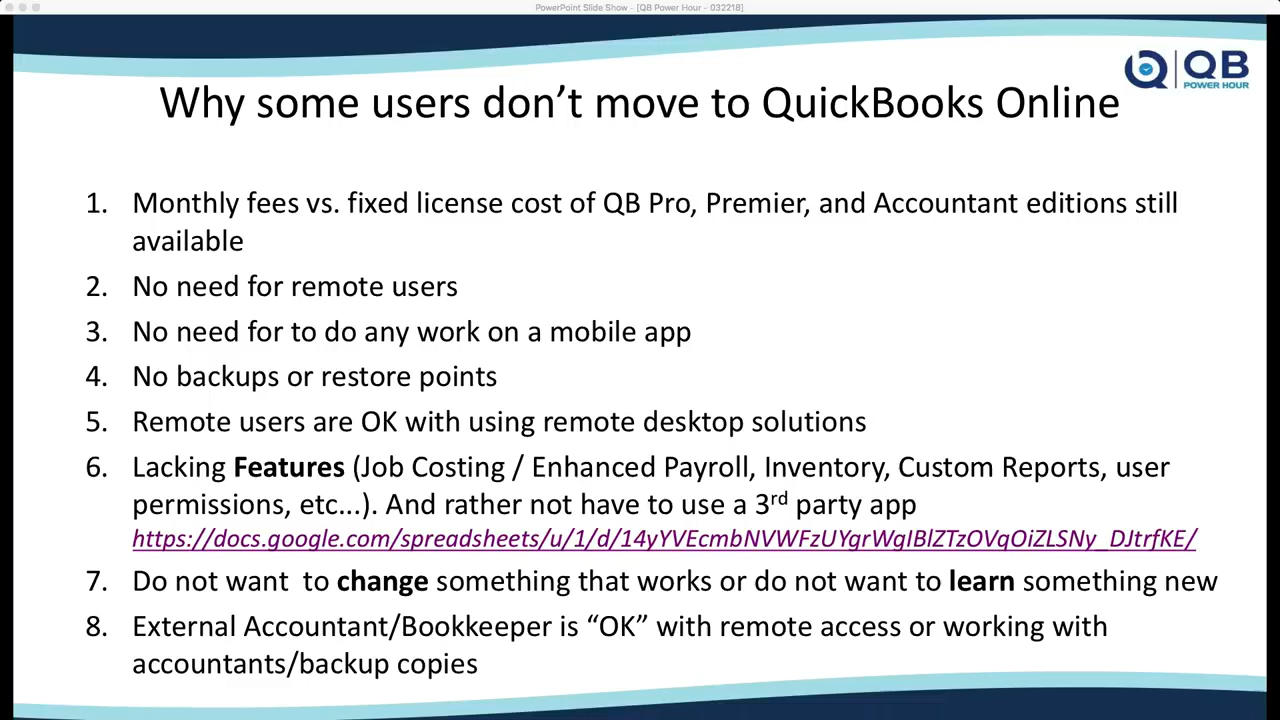 PowerPoint Slide Show - [QB Power Hour - 032218]
QB
POWER HOUR
Why some users don’t move to QuickBooks Online
1. Monthly fees vs. fixed license cost of QB Pro, Premier, and Accountant editions still
available
2. No need for remote users
3. No need for to do any work on a mobile app
4. No backups or restore points
5. Remote users are OK with using remote desktop solutions
6. Lacking Features (Job Costing / Enhanced Payroll, Inventory, Custom Reports, user
permissions, etc...). And rather not have to use a 3rd party app
https://docs.google.com/spreadsheets/u/1/d/14yYVEcmbNVWFzUYgrWgIBlZTzOVqOiZLSNy_DJtrfKE/
7. Do not want  to change something that works or do not want to learn something new
8. External Accountant/Bookkeeper is “OK” with remote access or working with
accountants/backup copies